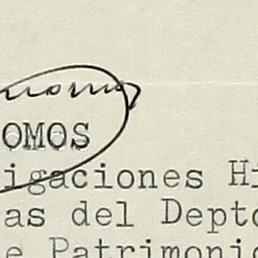 OMOS
igaciones Hi
as del Depto
e Patrimonio